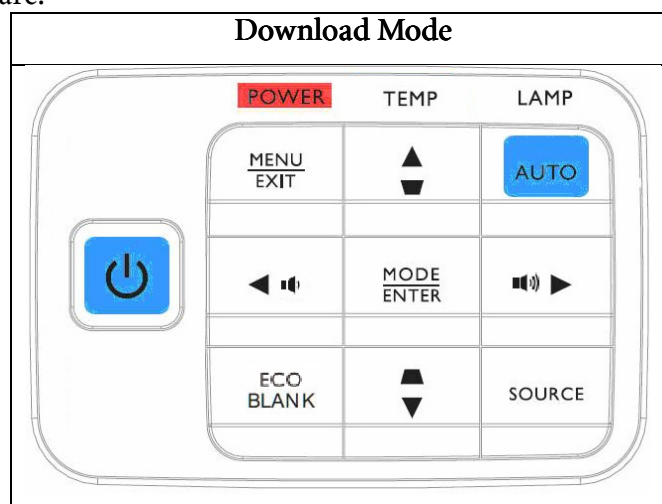 are.
Download Mode
POWER TEMP LAMP
MENU
EXIT
AUTO
MODE
ENTER
ECO
BLANK
SOURCE